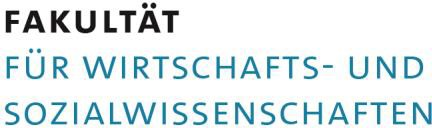 FAKULTÄT
FÜR WIRTSCHAFTS- UND
SOZIALWISSENSCHAFTEN